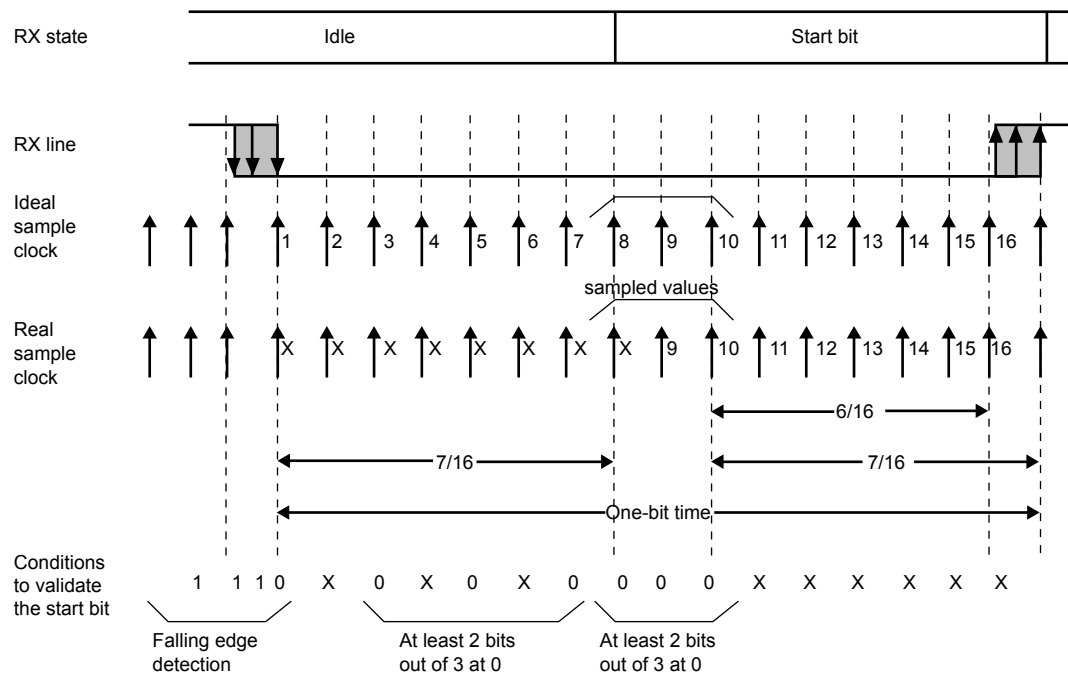 RX state
Idle
Start bit
RX line
Ideal
sample
clock
1 2 3 4 5 6 7 8 9 10 11 12 13 14 15 16
sampled values
Real
sample
clock
X X X X X X X X 9 10 11 12 13 14 15 16
6/16
7/16
7/16
One-bit time
Conditions
to validate
the start bit
1 1 1 0 X 0 X 0 X 0 0 0 0 X X X X X X
Falling edge
detection
At least 2 bits
out of 3 at 0
At least 2 bits
out of 3 at 0